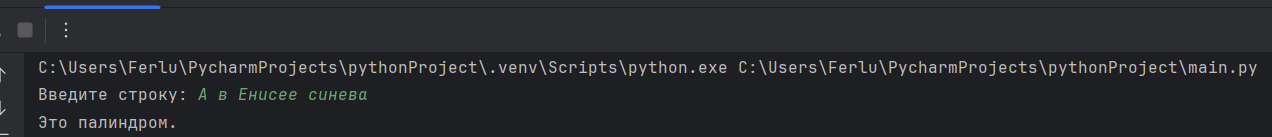 C:\Users\Ferlu\PycharmProjects\pythonProject\.venv\Scripts\python.exe C:\Users\Ferlu\PycharmProjects\pythonProject\main.py
Введите строку: А в Енисее синева
Это палиндром.